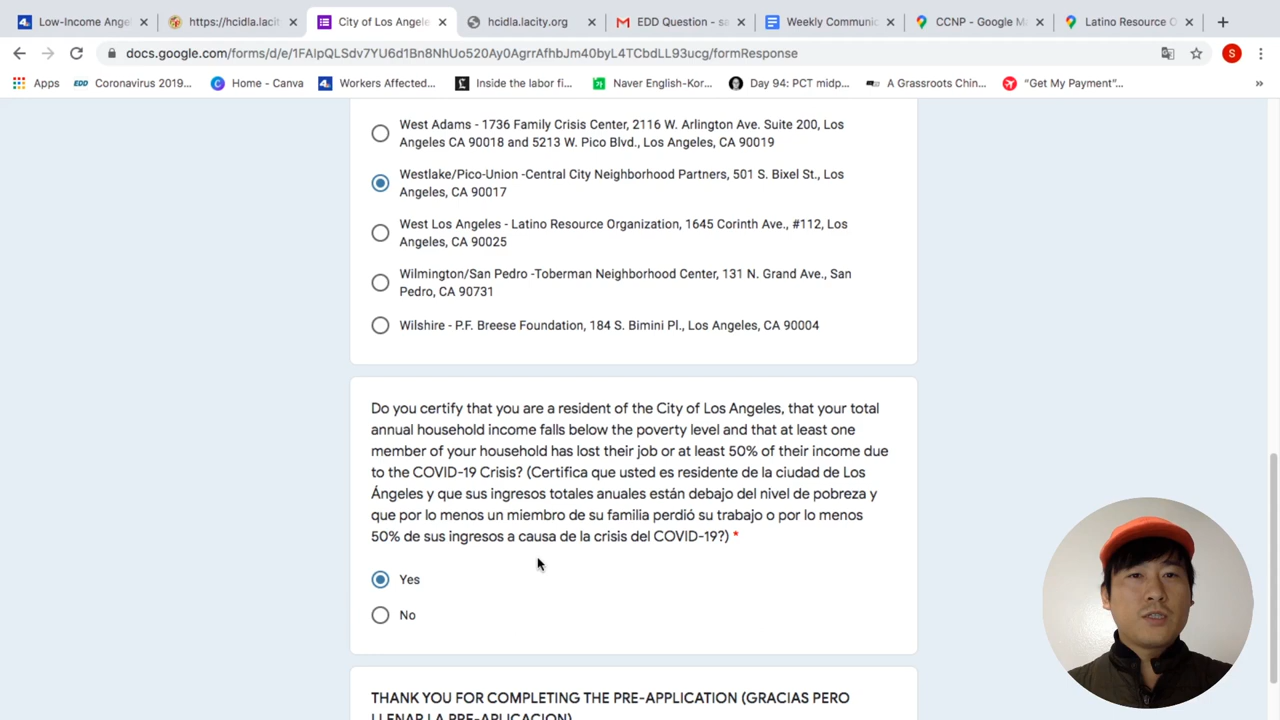 Low-Income Ange
https://hcidla.lacit
City of Los Angele
hcidla.lacity.org
EDD Question - sa
Weekly Communic
CCNP - Google Ma
Latino Resource O
docs.google.com/forms/d/e/1FAIpQLSdv7YU6d1Bn8NhUo520Ay0AgrrAfhbJm40byL4TCbdLL93ucg/formResponse
S
Apps
EDD Coronavirus 2019...
Home - Canva
Workers Affected...
Inside the labor fi...
Naver English-Kor...
Day 94: PCT midp...
A Grassroots Chin...
“Get My Payment”...
West Adams - 1736 Family Crisis Center, 2116 W. Arlington Ave. Suite 200, Los
Angeles CA 90018 and 5213 W. Pico Blvd., Los Angeles, CA 90019
Westlake/Pico-Union -Central City Neighborhood Partners, 501 S. Bixel St., Los
Angeles, CA 90017
West Los Angeles - Latino Resource Organization, 1645 Corinth Ave., #112, Los
Angeles, CA 90025
Wilmington/San Pedro -Toberman Neighborhood Center, 131 N. Grand Ave., San
Pedro, CA 90731
Wilshire - P.F. Breese Foundation, 184 S. Bimini Pl., Los Angeles, CA 90004
Do you certify that you are a resident of the City of Los Angeles, that your total
annual household income falls below the poverty level and that at least one
member of your household has lost their job or at least 50% of their income due
to the COVID-19 Crisis? (Certifica que usted es residente de la ciudad de Los
Ángeles y que sus ingresos totales anuales están debajo del nivel de pobreza y
que por lo menos un miembro de su familia perdió su trabajo o por lo menos
50% de sus ingresos a causa de la crisis del COVID-19?) *
Yes
No
THANK YOU FOR COMPLETING THE PRE-APPLICATION (GRACIAS PERO
LLENAR LA PRE-APLICACION)